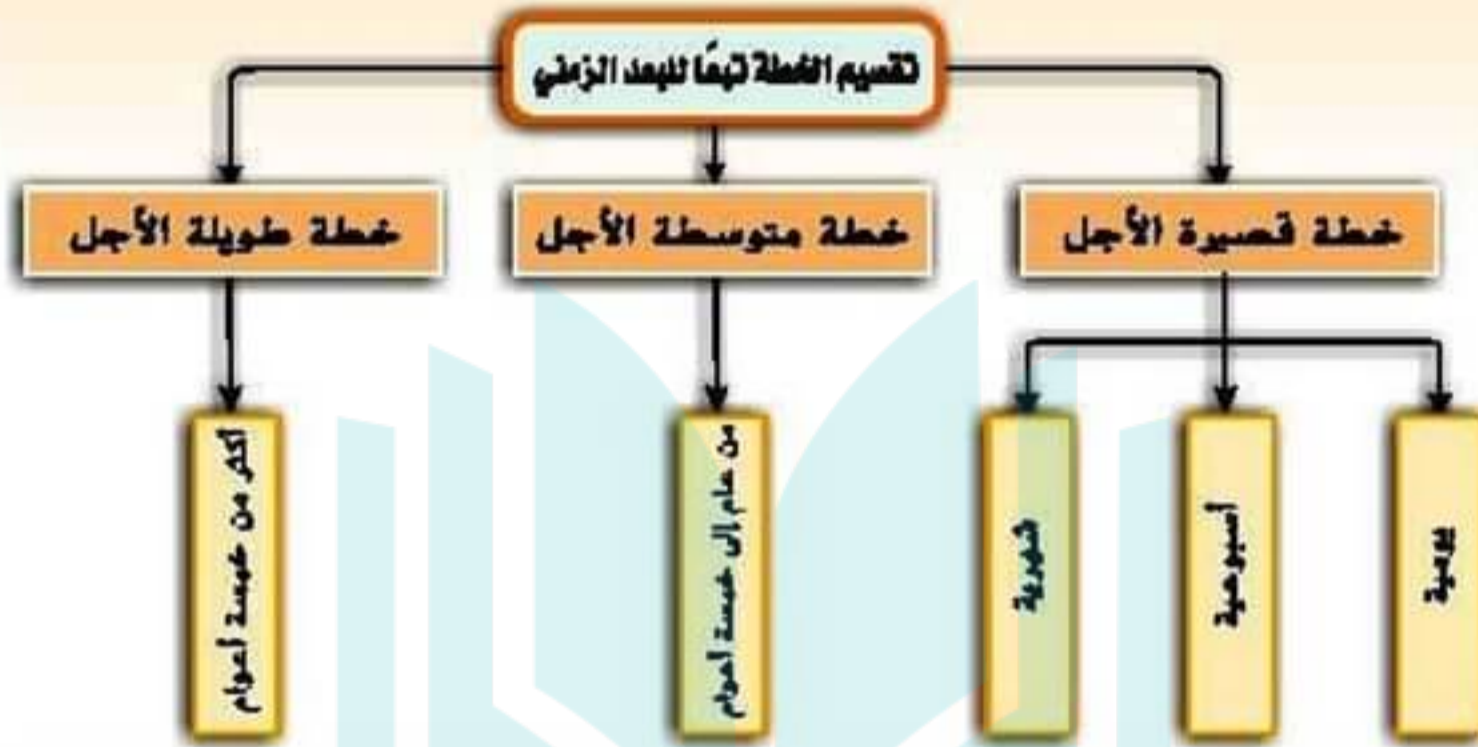 تقسيم الخطة تبعًا للبعد الزمني
خطة قصيرة الأجل
خطة متوسطة الأجل
خطة طويلة الأجل
يومية
أسبوعية
شهرية
من عام إلى خمسة أعوام
أكثر من خمسة أعوام